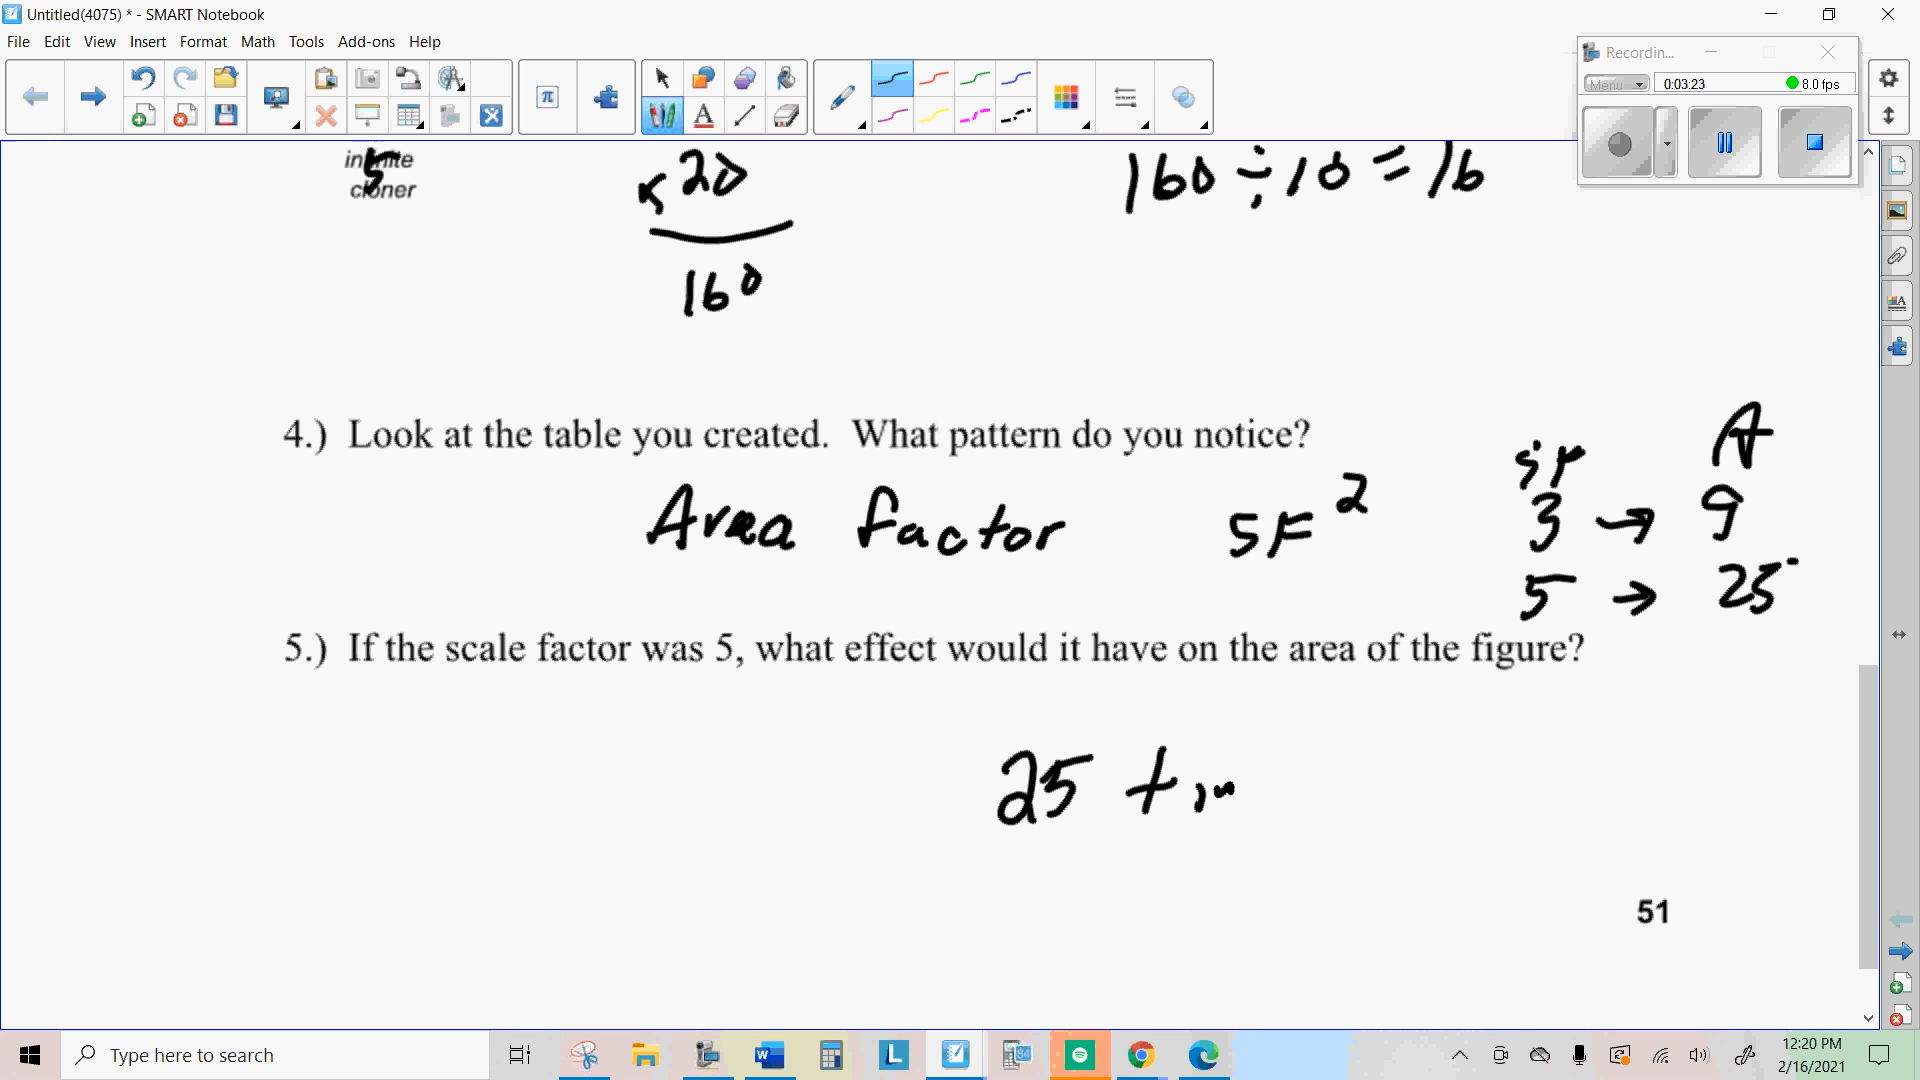 Untitled(4075) * - SMART Notebook
File Edit View Insert Format Math Tools Add-ons Help
Recordin...
Menu 0:03:23 8.0 fps
infinite
cloner
5
20
160
160 ÷ 10 = 16
4.) Look at the table you created. What pattern do you notice?
SF A
Area factor SF²
3 → 9
5 → 25
5.) If the scale factor was 5, what effect would it have on the area of the figure?
25
51
Type here to search
12:20 PM
2/16/2021